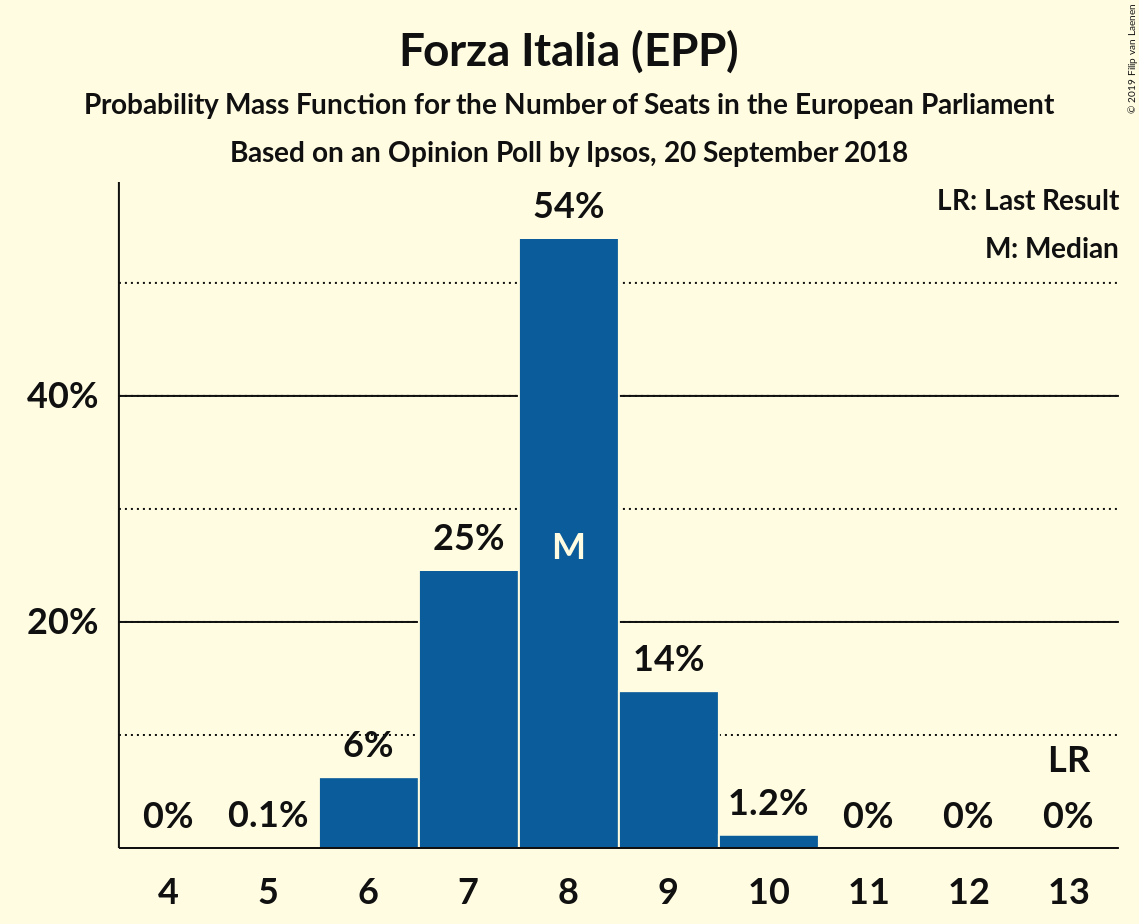 Forza Italia (EPP)
Probability Mass Function for the Number of Seats in the European Parliament
Based on an Opinion Poll by Ipsos, 20 September 2018
© 2019 Filip van Laenen
LR: Last Result
M: Median
54%
40%
25%
M
20%
14%
6%
LR
0%
0.1%
1.2%
0%
0%
0%
4 5 6 7 8 9 10 11 12 13